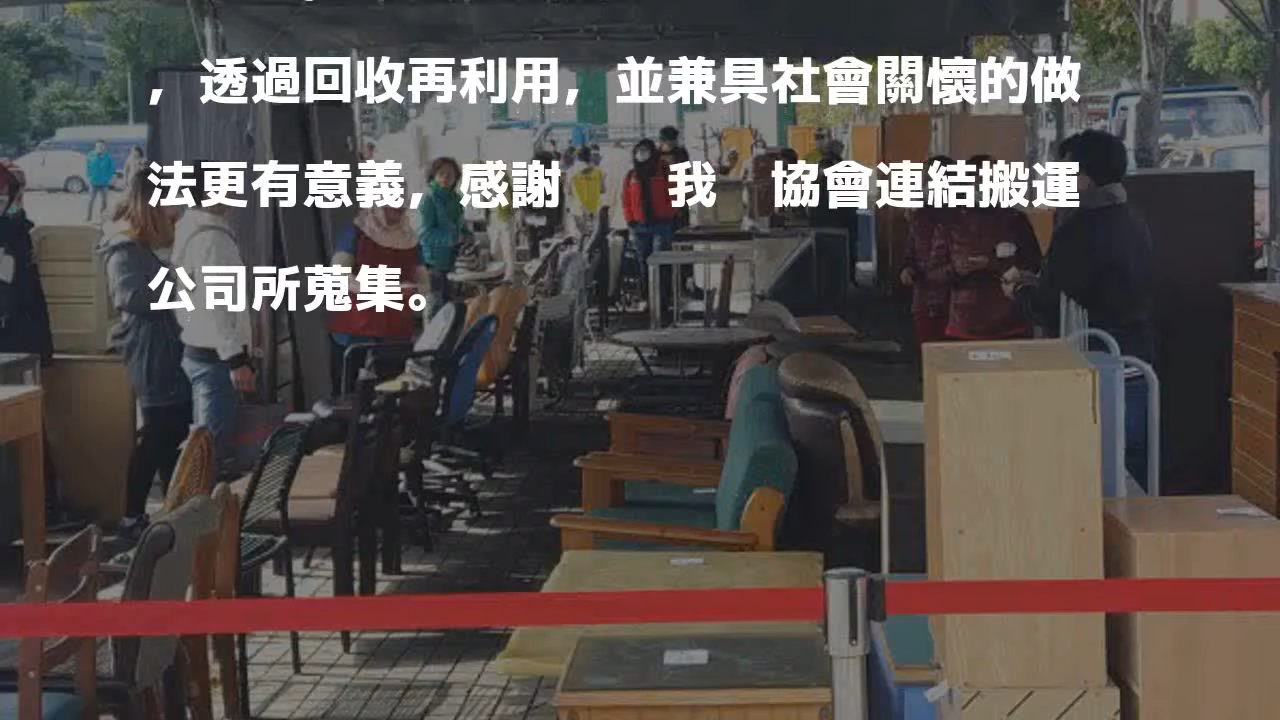 ，透過回收再利用，並兼具社會關懷的做
法更有意義，感謝　　我　協會連結搬運
公司所蒐集。